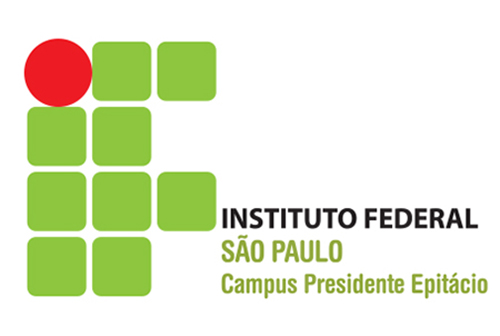 INSTITUTO FEDERAL
SÃO PAULO
Campus Presidente Epitácio